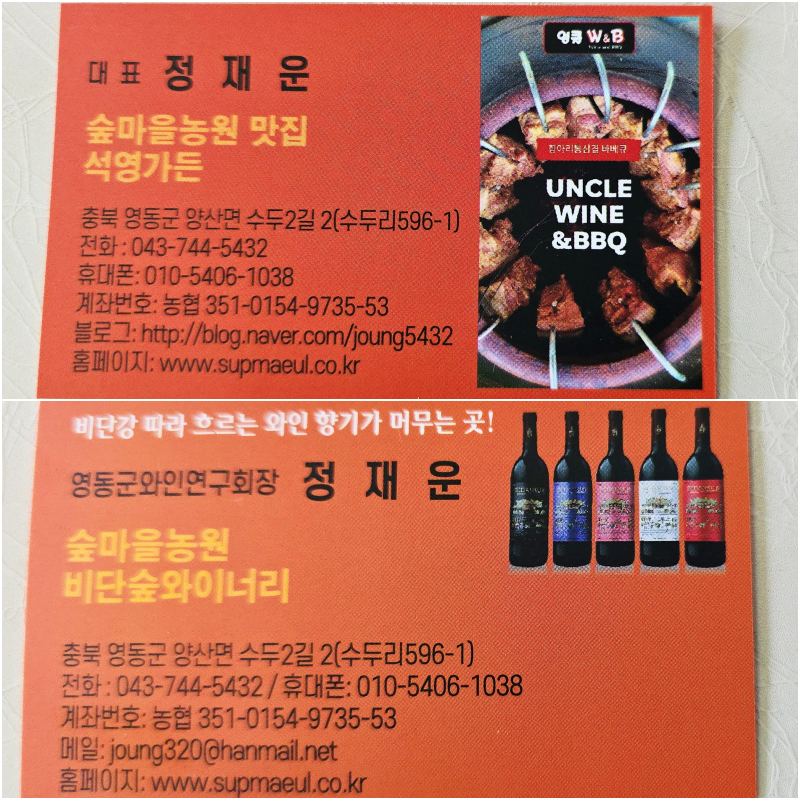 대표 정재운
숲마을농원 맛집
석영가든
충북 영동군 양산면 수두2길 2(수두리596-1)
전화 : 043-744-5432
휴대폰: 010-5406-1038
계좌번호: 농협 351-0154-9735-53
블로그: http://blog.naver.com/joung5432
홈페이지: www.supmaeul.co.kr
엉클 W&B
항아리통삼겹 바베큐
UNCLE
WINE
&BBQ
비단강 따라 흐르는 와인 향기가 머무는 곳!
영동군와인연구회장 정재운
숲마을농원
비단숲와이너리
충북 영동군 양산면 수두2길 2(수두리596-1)
전화 : 043-744-5432 / 휴대폰: 010-5406-1038
계좌번호: 농협 351-0154-9735-53
메일: joung320@hanmail.net
홈페이지: www.supmaeul.co.kr